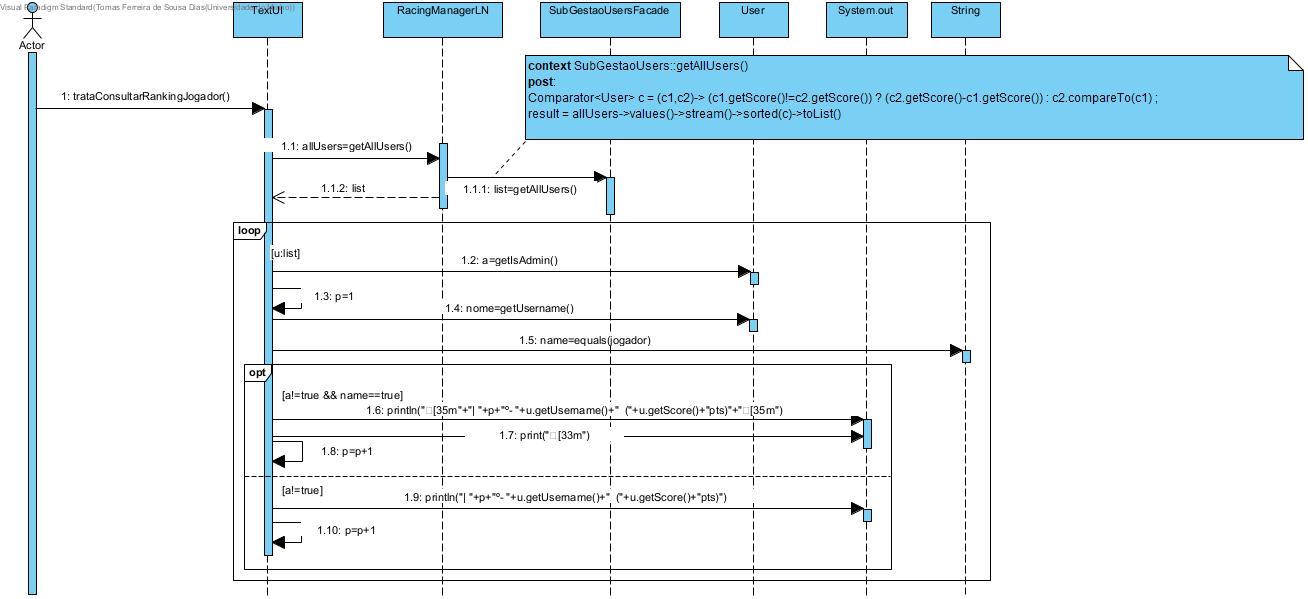 Visual Paradigm Standard(Tomas Ferreira de Sousa Dias(Universidade do Minho))
TextUI
RacingManagerLN
SubGestaoUsersFacade
User
System.out
String
Actor
context SubGestaoUsers::getAllUsers()
post:
Comparator<User> c = (c1,c2)-> (c1.getScore()!=c2.getScore()) ? (c2.getScore()-c1.getScore()) : c2.compareTo(c1) ;
result = allUsers->values()->stream()->sorted(c)->toList()
1: trataConsultarRankingJogador()
1.1: allUsers=getAllUsers()
1.1.2: list
1.1.1: list=getAllUsers()
loop
[u:list]
1.2: a=getIsAdmin()
1.3: p=1
1.4: nome=getUsername()
1.5: name=equals(jogador)
opt
[a!=true && name==true]
1.6: println("□[35m"+"| "+p+"º- "+u.getUsername()+"  ("+u.getScore()+"pts)"+"□[35m")
1.7: print("□[33m")
1.8: p=p+1
[a!=true]
1.9: println("| "+p+"º- "+u.getUsername()+"  ("+u.getScore()+"pts)")
1.10: p=p+1